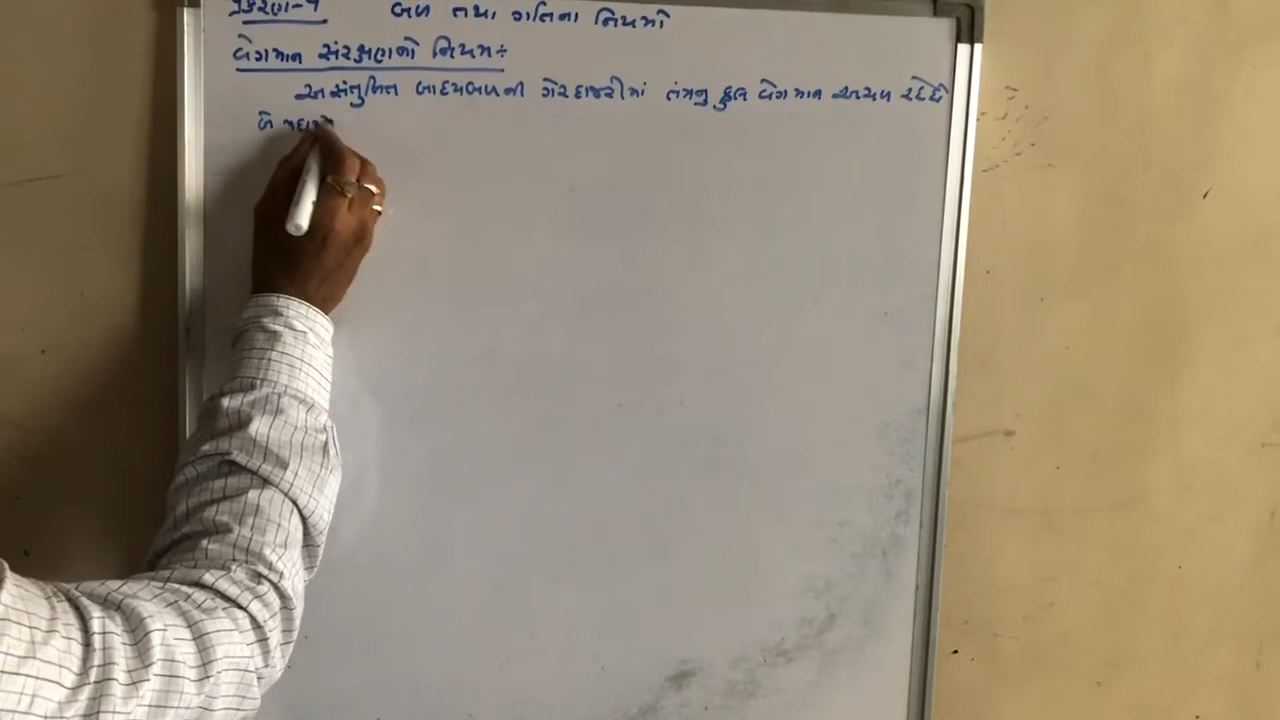 પ્રકરણ-૧ બળ તથા ગતિના નિયમો
વેગમાન સંરક્ષણનો નિયમ :
અસંતુલિત બાહ્યબળની ગેરહાજરીમાં તંત્રનુ કુલ વેગમાન અચળ રહેછે